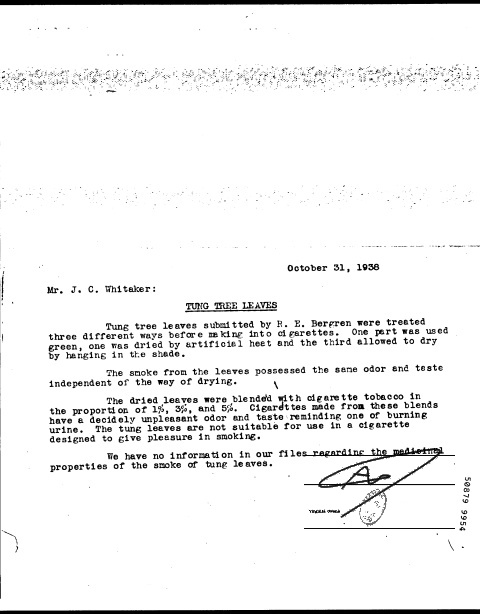 October 31, 1938
Mr. J. C. Whitaker:
TUNG TREE LEAVES
Tung tree leaves submitted by R. E. Bergren were treated
three different ways before making into cigarettes. One part was used
green, one was dried by artificial heat and the third allowed to dry
by hanging in the shade.
The smoke from the leaves possessed the same odor and taste
independent of the way of drying.
The dried leaves were blended with cigarette tobacco in
the proportion of 1%, 3%, and 5%. Cigarettes made from these blends
have a decidely unpleasant odor and taste reminding one of burning
urine. The tung leaves are not suitable for use in a cigarette
designed to give pleasure in smoking.
We have no information in our files regarding the medicinal
properties of the smoke of tung leaves.
50879 9954